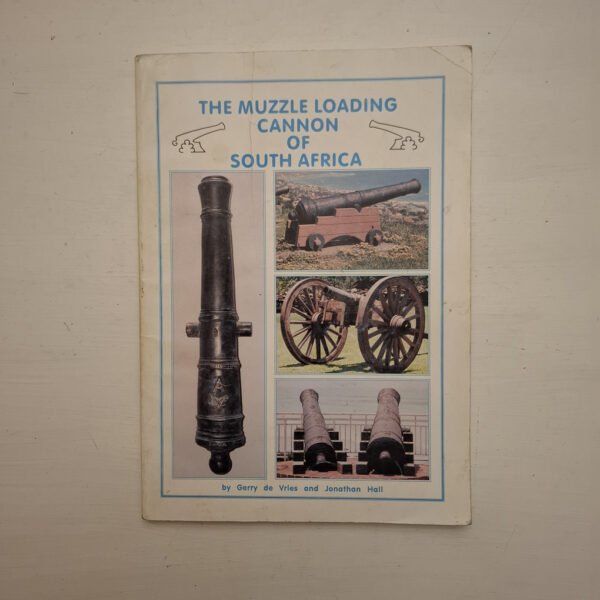 THE MUZZLE LOADING
CANNON
OF
SOUTH AFRICA
by Gerry de Vries and Jonathan Hall